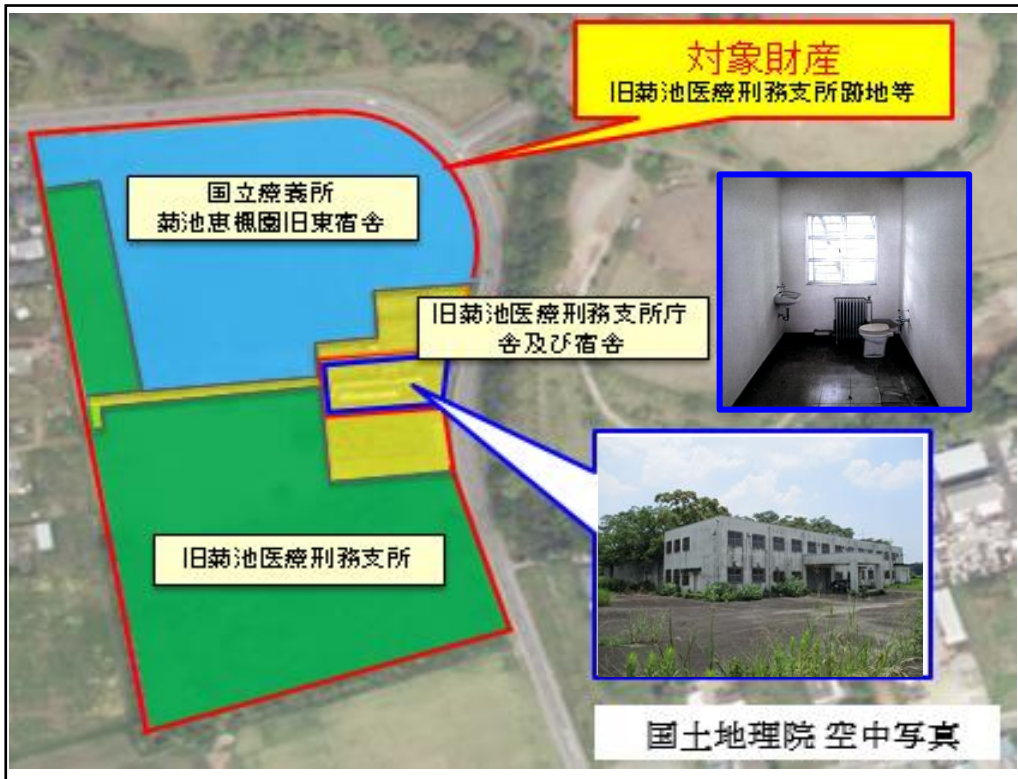 対象財産
旧菊池医療刑務支所跡地等
国立療養所
菊池恵楓園旧東宿舎
旧菊池医療刑務支所庁
舎及び宿舎
旧菊池医療刑務支所
国土地理院 空中写真